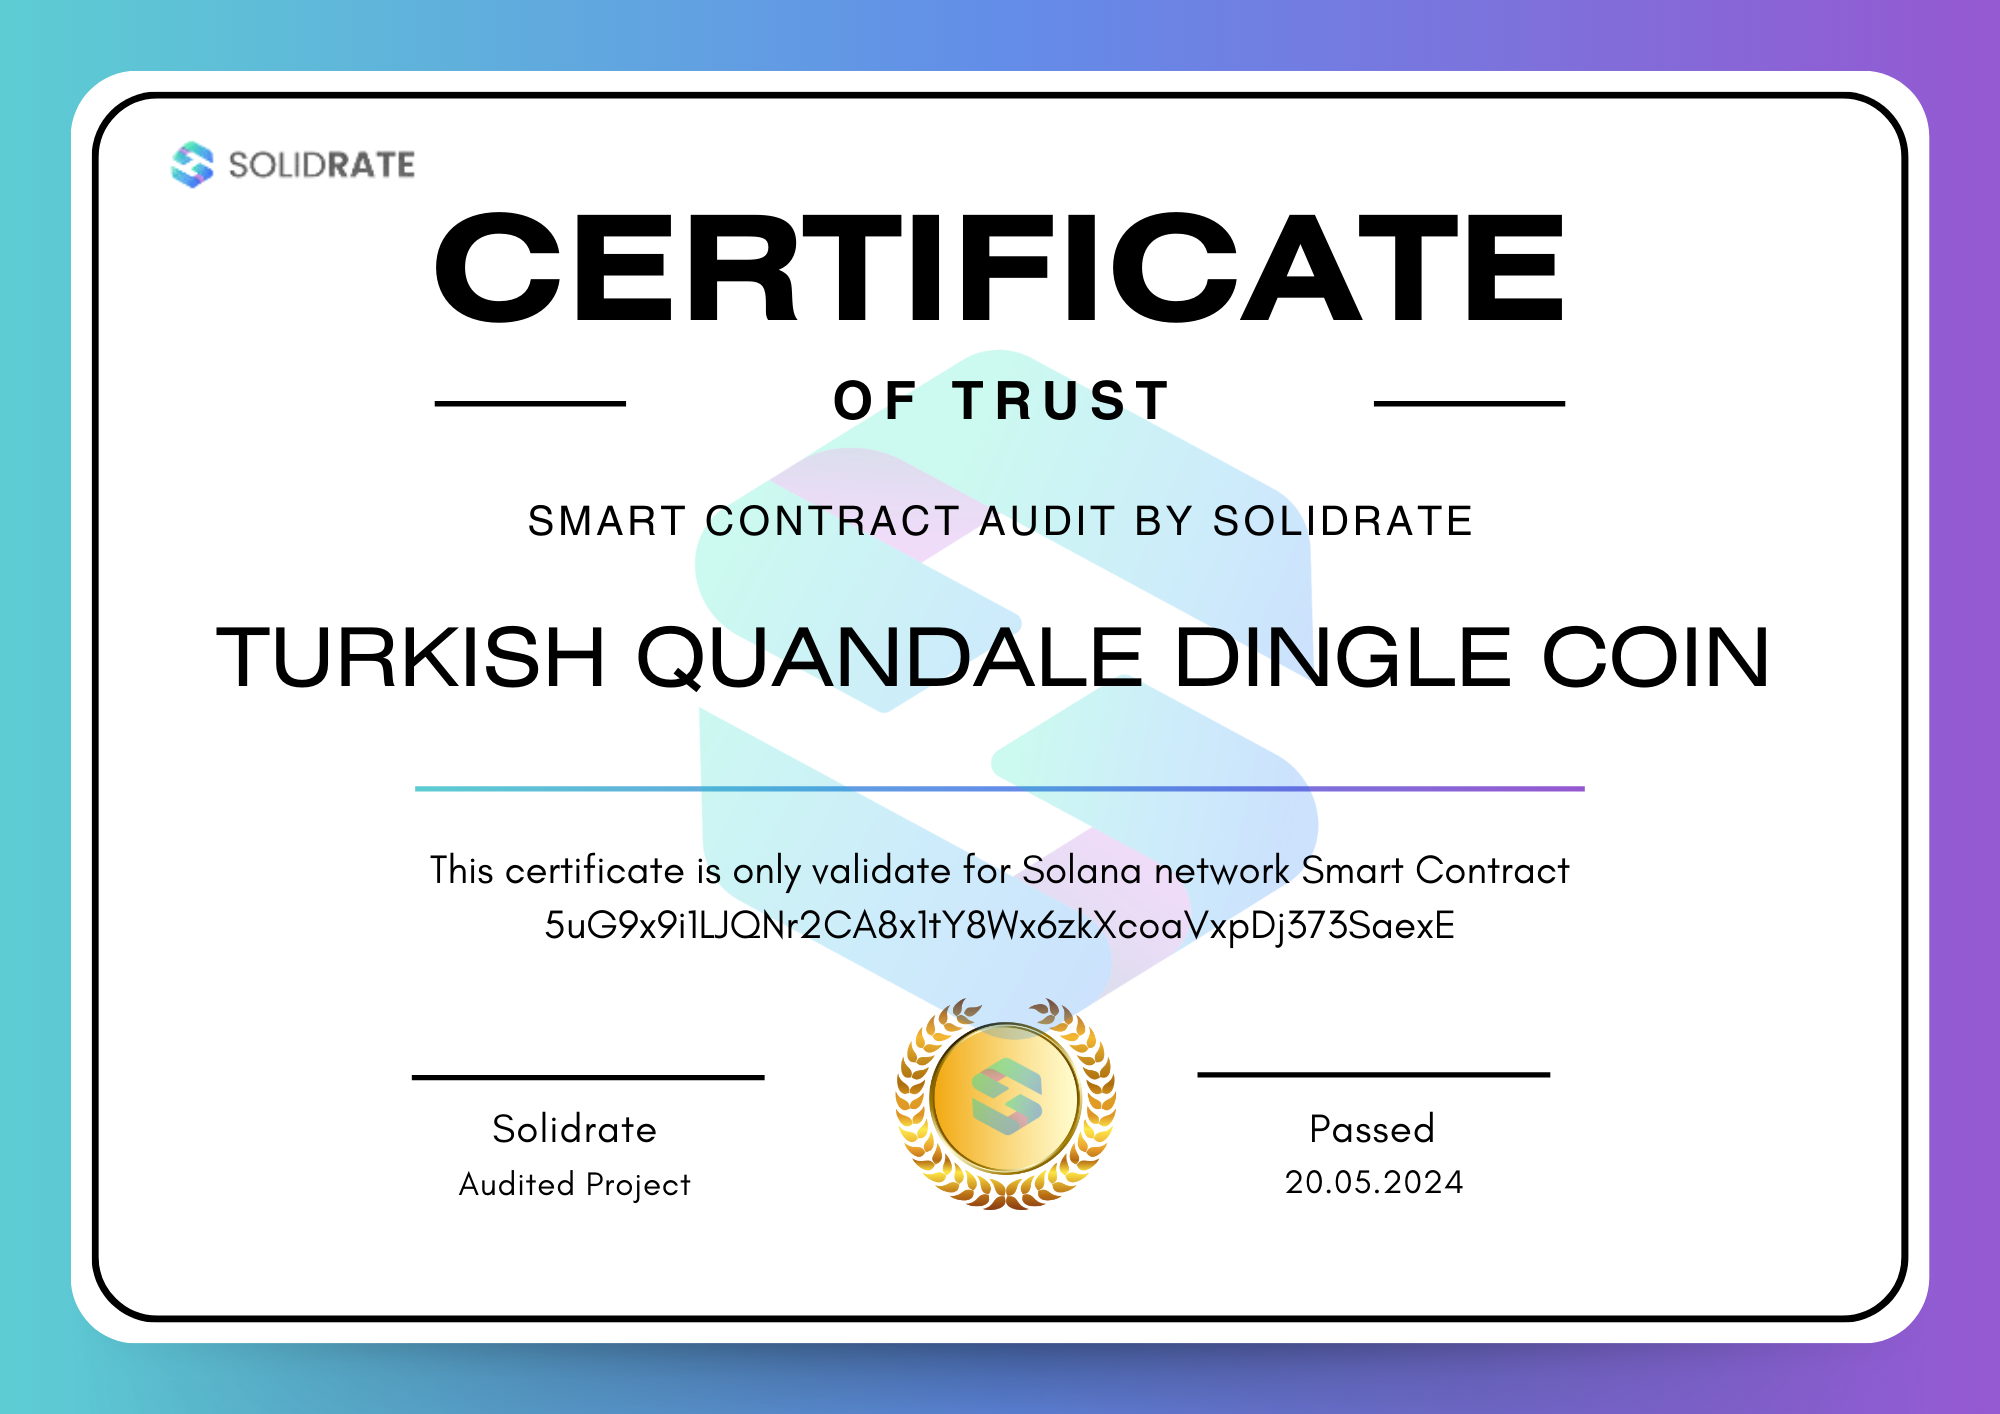 SOLIDRATE
CERTIFICATE
OF TRUST
SMART CONTRACT AUDIT BY SOLIDRATE
TURKISH QUANDALE DINGLE COIN
This certificate is only validate for Solana network Smart Contract
5uG9x9i1LJQNr2CA8x1tY8Wx6zkXcoaVxpDj373SaexE
Solidrate
Audited Project
Passed
20.05.2024